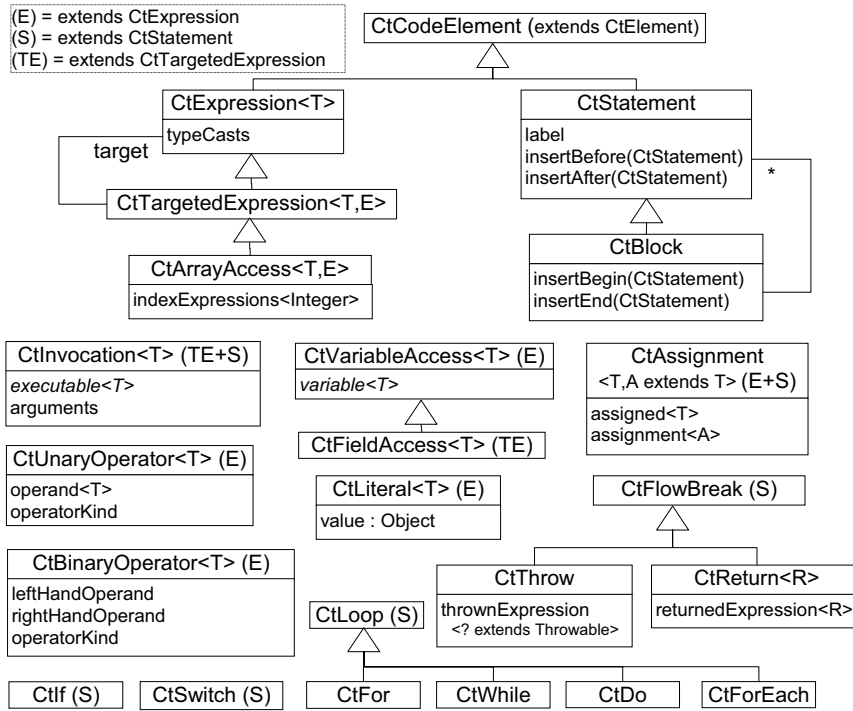 (E) = extends CtExpression
(S) = extends CtStatement
(TE) = extends CtTargetedExpression
CtCodeElement (extends CtElement)
CtExpression<T>
typeCasts
target
CtTargetedExpression<T,E>
CtArrayAccess<T,E>
indexExpressions<Integer>
CtStatement
label
insertBefore(CtStatement)
insertAfter(CtStatement)
*
CtBlock
insertBegin(CtStatement)
insertEnd(CtStatement)
CtInvocation<T> (TE+S)
executable<T>
arguments
CtVariableAccess<T> (E)
variable<T>
CtFieldAccess<T> (TE)
CtAssignment
<T,A extends T> (E+S)
assigned<T>
assignment<A>
CtUnaryOperator<T> (E)
operand<T>
operatorKind
CtLiteral<T> (E)
value : Object
CtFlowBreak (S)
CtBinaryOperator<T> (E)
leftHandOperand
rightHandOperand
operatorKind
CtThrow
thrownExpression
<? extends Throwable>
CtReturn<R>
returnedExpression<R>
CtLoop (S)
CtIf (S)
CtSwitch (S)
CtFor
CtWhile
CtDo
CtForEach